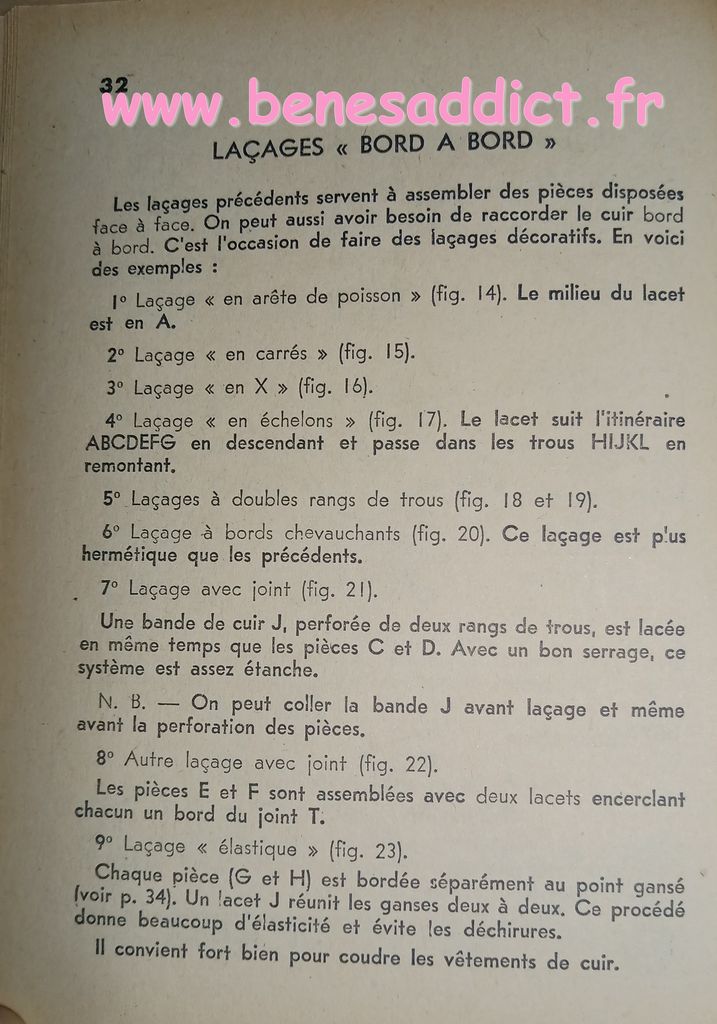 32
www.benesaddict.fr
LAÇAGES « BORD A BORD »
Les laçages précédents servent à assembler des pièces disposées
face à face. On peut aussi avoir besoin de raccorder le cuir bord
à bord. C'est l'occasion de faire des laçages décoratifs. En voici
des exemples :
1° Laçage « en arête de poisson » (fig. 14). Le milieu du lacet
est en A.
2° Laçage « en carrés » (fig. 15).
3° Laçage « en X » (fig. 16).
4° Laçage « en échelons » (fig. 17). Le lacet suit l'itinéraire
ABCDEFG en descendant et passe dans les trous HIJKL en
remontant.
5° Laçages à doubles rangs de trous (fig. 18 et 19).
6° Laçage à bords chevauchants (fig. 20). Ce laçage est plus
hermétique que les précédents.
7° Laçage avec joint (fig. 21).
Une bande de cuir J, perforée de deux rangs de trous, est lacée
en même temps que les pièces C et D. Avec un bon serrage, ce
système est assez étanche.
N. B. — On peut coller la bande J avant laçage et même
avant la perforation des pièces.
8° Autre laçage avec joint (fig. 22).
Les pièces E et F sont assemblées avec deux lacets encerclant
chacun un bord du joint T.
9° Laçage « élastique » (fig. 23).
Chaque pièce (G et H) est bordée séparément au point gansé
(voir p. 34). Un lacet J réunit les ganses deux à deux. Ce procédé
donne beaucoup d'élasticité et évite les déchirures.
Il convient fort bien pour coudre les vêtements de cuir.